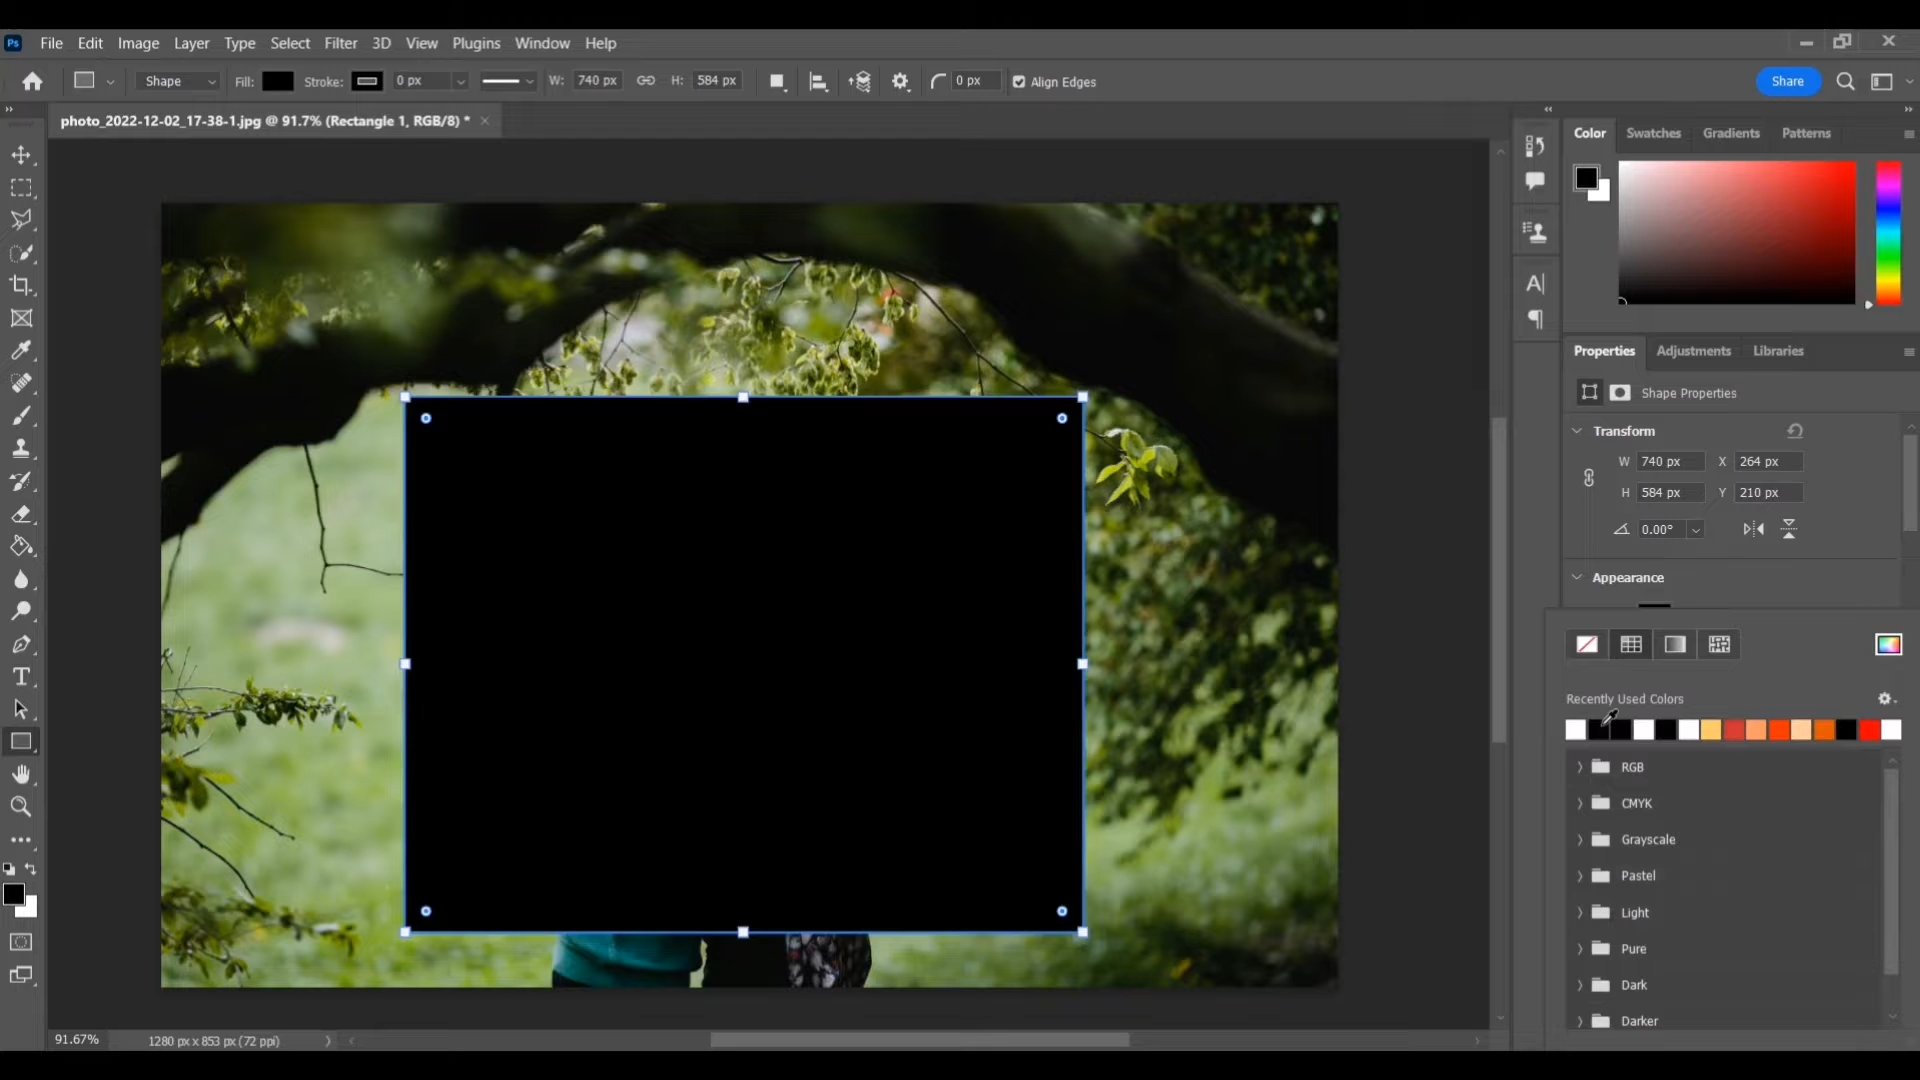 Ps File Edit Image Layer Type Select Filter 3D View Plugins Window Help
Shape Fill: Stroke: 0 px W: 740 px H: 584 px 0 px Align Edges Share
photo_2022-12-02_17-38-1.jpg @ 91.7% (Rectangle 1, RGB/8) *
Color Swatches Gradients Patterns
Properties Adjustments Libraries
Shape Properties
Transform
W 740 px X 264 px
H 584 px Y 210 px
0.00°
Appearance
Recently Used Colors
RGB
CMYK
Grayscale
Pastel
Light
Pure
Dark
Darker
91.67% 1280 px x 853 px (72 ppi)